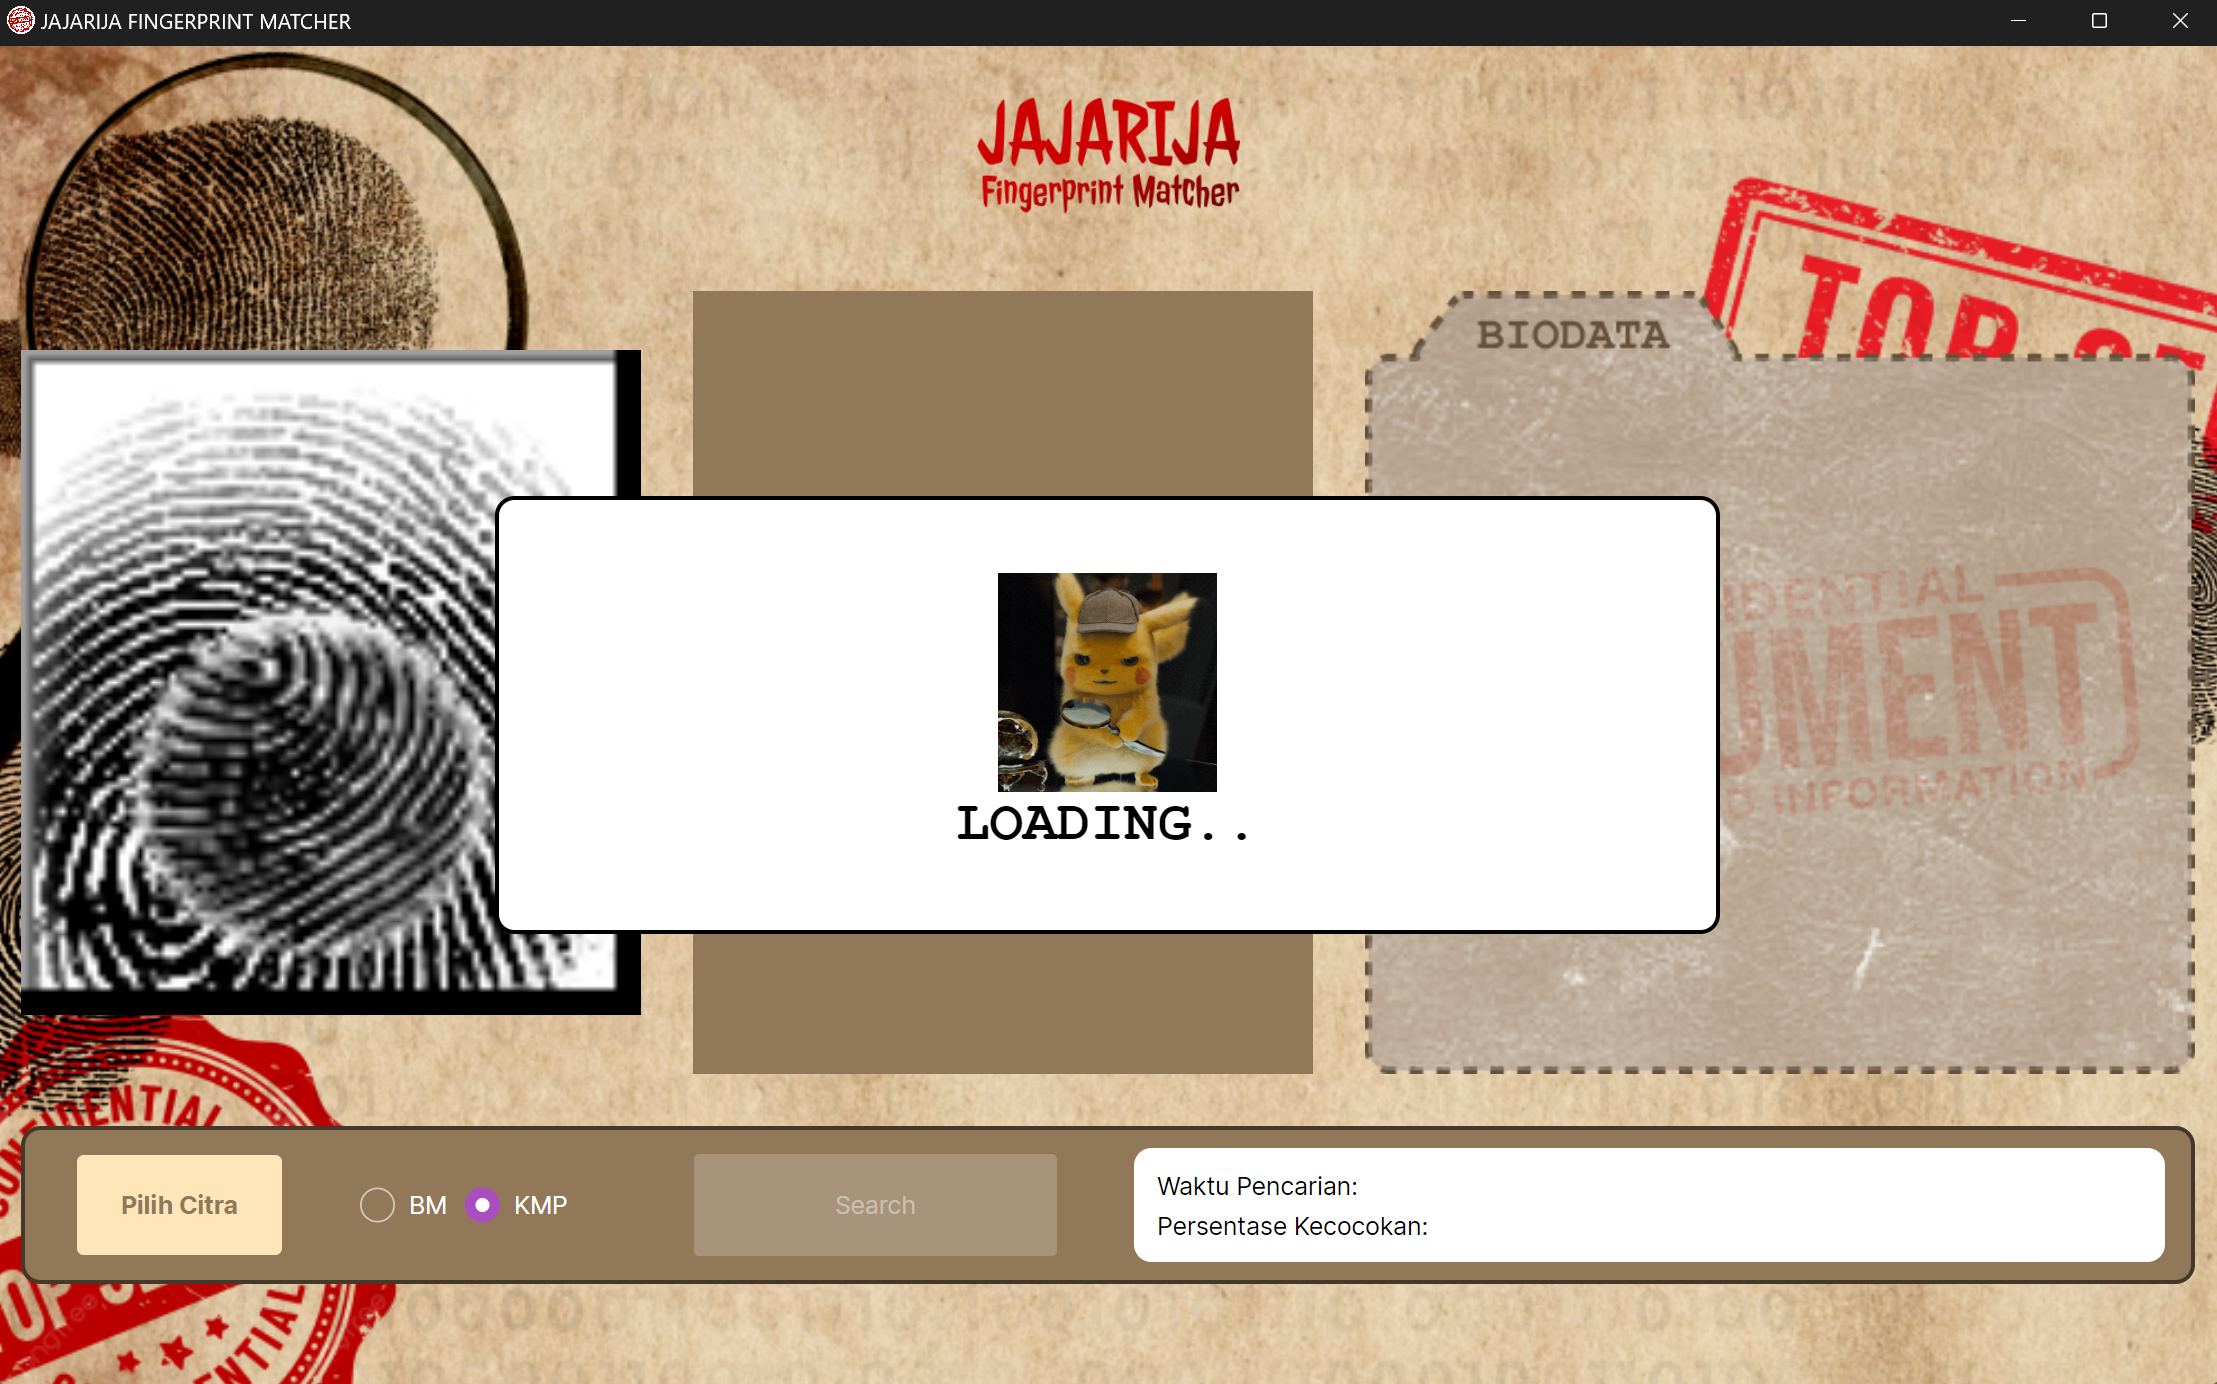 JAJARIJA FINGERPRINT MATCHER
JAJARIJA
Fingerprint Matcher
TOP
BIODATA
IDENTIAL
UMENT
INFORMATION
LOADING..
CONFIDENTIAL
Pilih Citra
BM
KMP
Search
Waktu Pencarian:
Persentase Kecocokan: